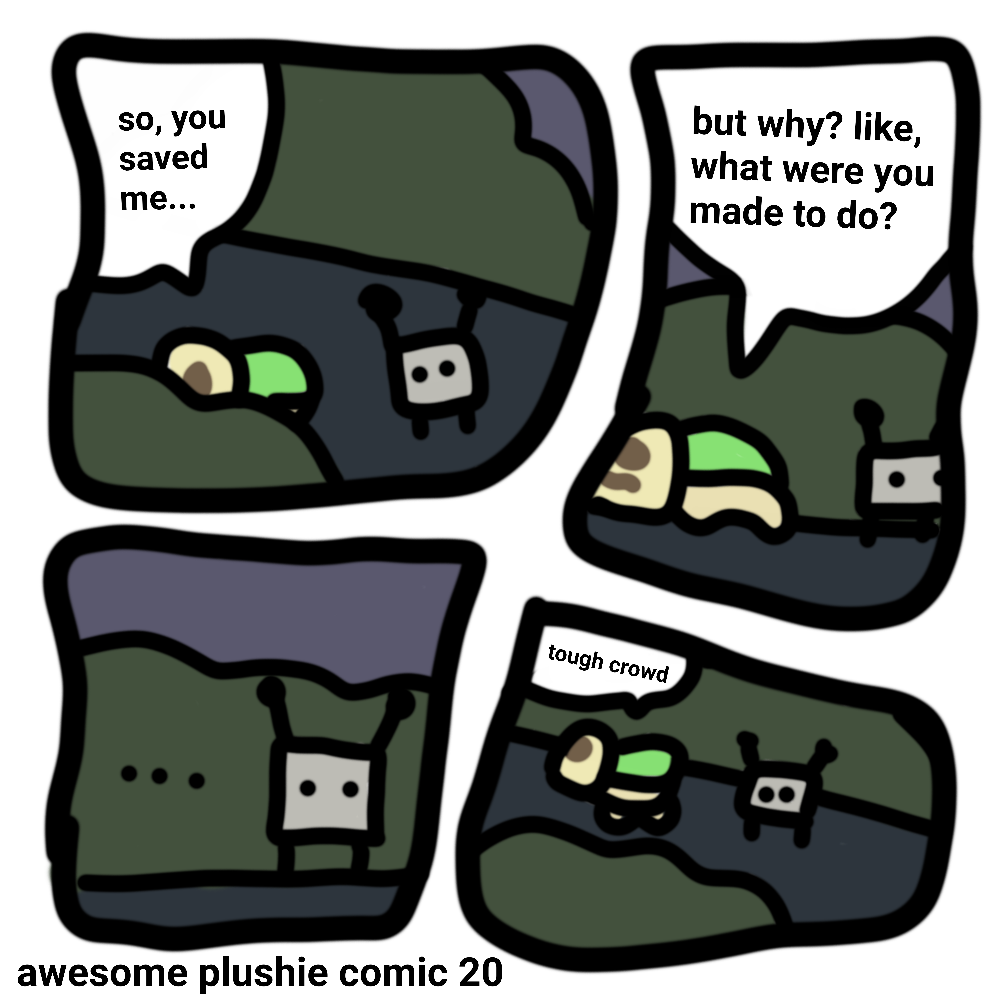 so, you
saved
me...
but why? like,
what were you
made to do?
...
tough crowd
awesome plushie comic 20